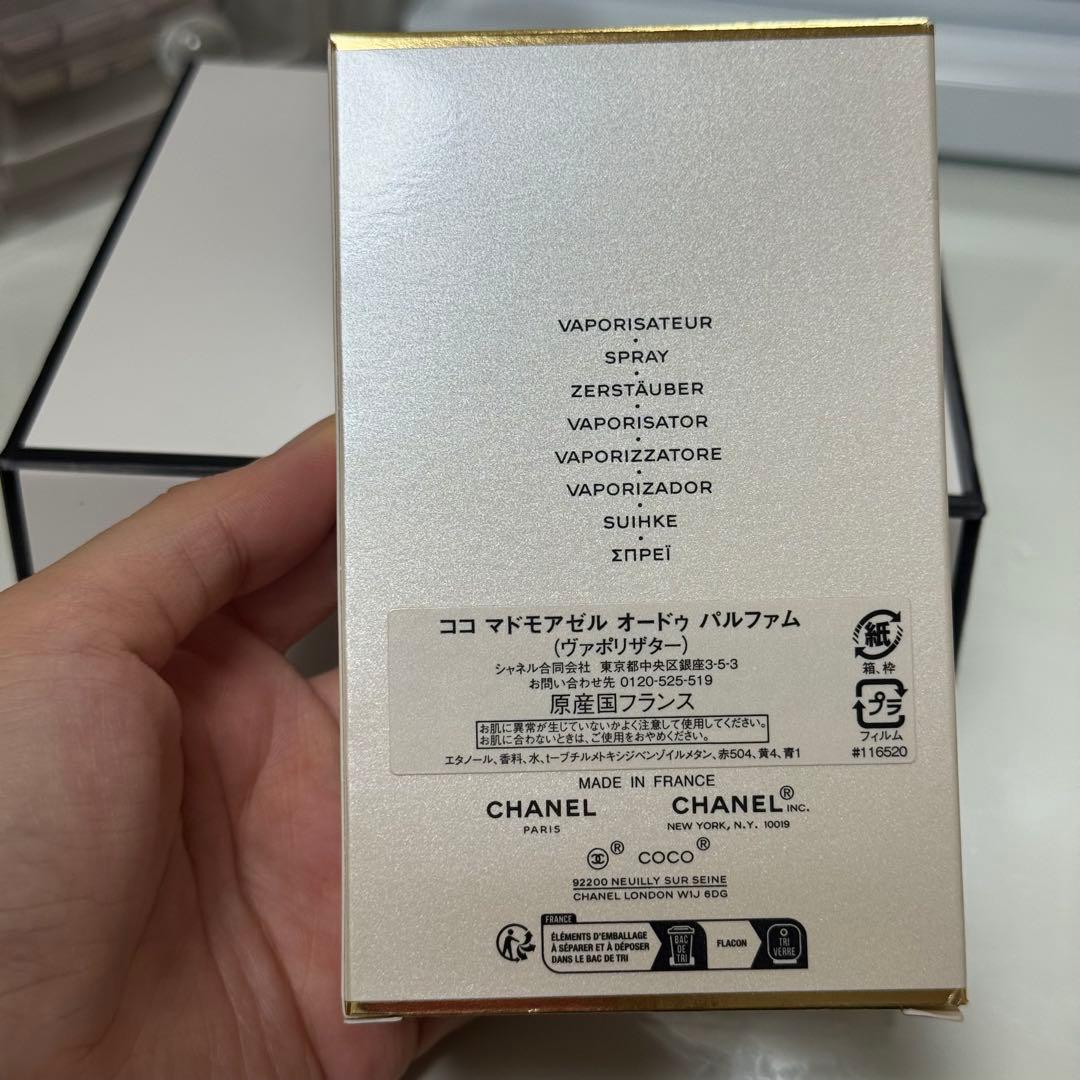 VAPORISATEUR
•
SPRAY
•
ZERSTÄUBER
•
VAPORISATOR
•
VAPORIZZATORE
•
VAPORIZADOR
•
SUIHKE
•
ΣΠΡΕΪ
ココ マドモアゼル オードゥ パルファム
(ヴァポリザター)
シャネル合同会社 東京都中央区銀座3-5-3
お問い合わせ先 0120-525-519
原産国フランス
お肌に異常が生じていないかよく注意して使用してください。
お肌に合わないときは、ご使用をおやめください。
エタノール、香料、水、t-ブチルメトキシジベンゾイルメタン、赤504、黄4、青1
紙
箱、枠
プラ
フィルム
#116520
MADE IN FRANCE
CHANEL
PARIS
CHANEL® INC.
NEW YORK, N.Y. 10019
® COCO®
92200 NEUILLY SUR SEINE
CHANEL LONDON W1J 6DG
FRANCE
ÉLÉMENTS D'EMBALLAGE
À SÉPARER ET À DÉPOSER
DANS LE BAC DE TRI
BAC
DE
TRI
FLACON
TRI
VERRE